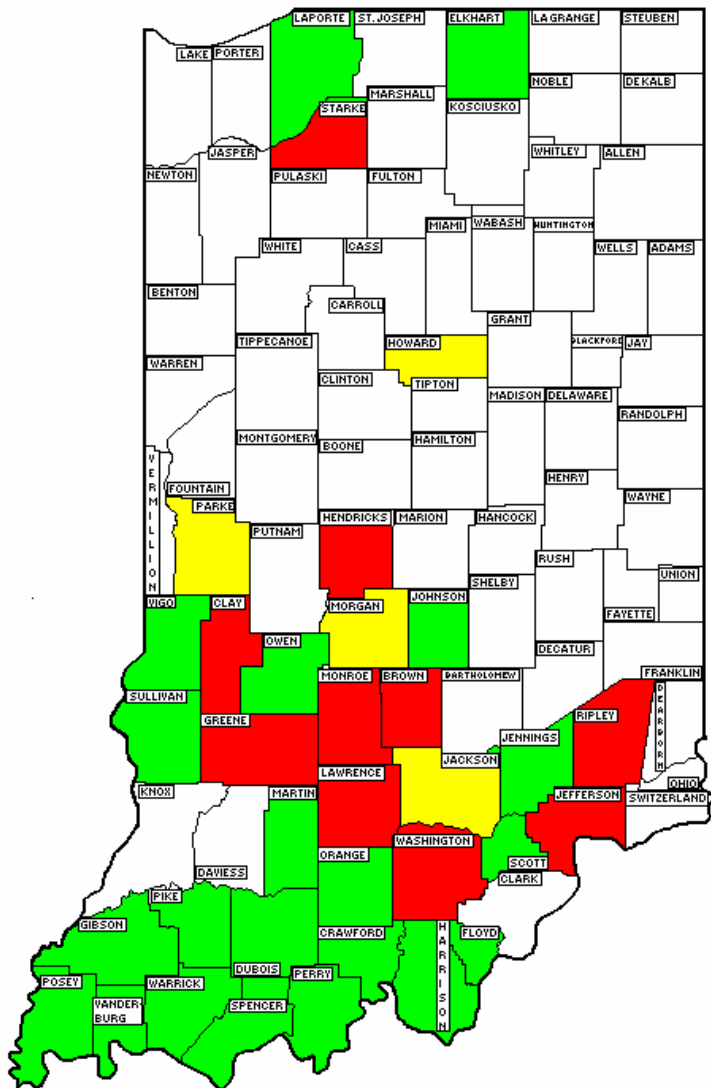 LAPORTE
ST.JOSEPH
ELKHART
LAGRANGE
STEUBEN
LAKE
PORTER
NOBLE
DEKALB
MARSHALL
STARKE
KOSCIUSKO
JASPER
WHITLEY
ALLEN
NEWTON
PULASKI
FULTON
MIAMI
WABASH
HUNTINGTON
WHITE
CASS
WELLS
ADAMS
BENTON
CARROLL
GRANT
TIPPECANOE
HOWARD
BLACKFORD
JAY
WARREN
CLINTON
TIPTON
MADISON
DELAWARE
RANDOLPH
MONTGOMERY
BOONE
HAMILTON
VERMILLION
HENRY
FOUNTAIN
WAYNE
PARKE
HENDRICKS
MARION
HANCOCK
PUTNAM
RUSH
UNION
SHELBY
VIGO
CLAY
MORGAN
JOHNSON
FAYETTE
OWEN
DECATUR
MONROE
BROWN
BARTHOLOMEW
FRANKLIN
SULLIVAN
DEARBORN
GREENE
RIPLEY
JENNINGS
JACKSON
LAWRENCE
OHIO
KNOX
MARTIN
JEFFERSON
SWITZERLAND
WASHINGTON
ORANGE
SCOTT
DAVIESS
CLARK
PIKE
GIBSON
CRAWFORD
HARRISON
FLOYD
DUBOIS
PERRY
POSEY
WARRICK
VANDER-
BURG
SPENCER